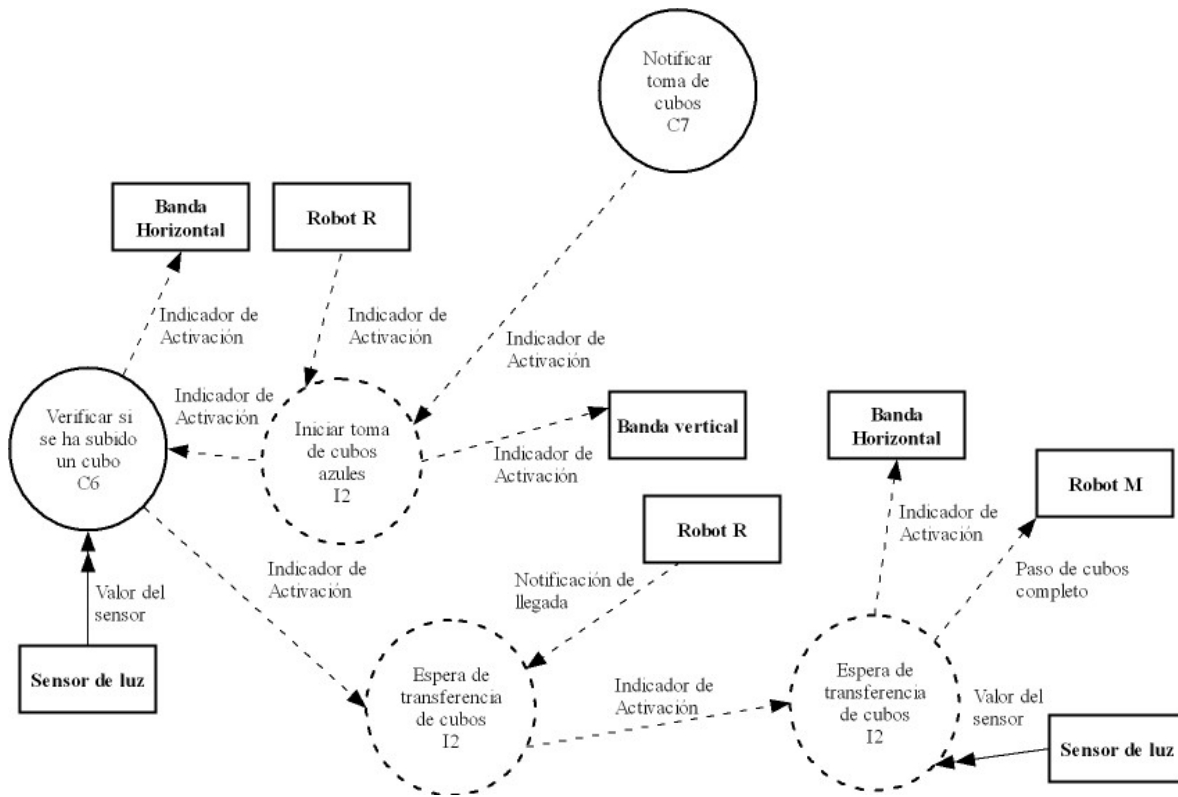 Notificar
toma de
cubos
C7
Banda
Horizontal
Robot R
Indicador de
Activación
Indicador de
Activación
Indicador de
Activación
Indicador de
Activación
Verificar si
se ha subido
un cubo
C6
Iniciar toma
de cubos
azules
I2
Banda vertical
Indicador de
Activación
Banda
Horizontal
Robot M
Robot R
Indicador de
Activación
Indicador de
Activación
Notificación de
llegada
Paso de cubos
completo
Valor del
sensor
Sensor de luz
Espera de
transferencia
de cubos
I2
Indicador de
Activación
Espera de
transferencia
de cubos
I2
Valor del
sensor
Sensor de luz